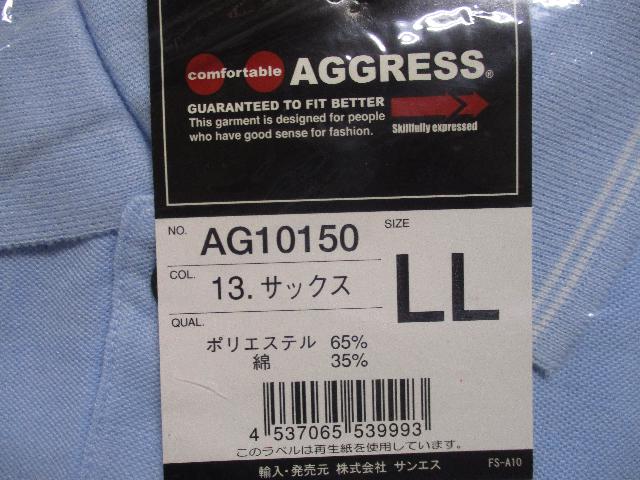 comfortable AGGRESS®
GUARANTEED TO FIT BETTER
This garment is designed for people
who have good sense for fashion.
Skillfully expressed
NO. AG10150
SIZE
LL
COL. 13.サックス
QUAL.
ポリエステル 65%
綿 35%
4 537065 539993
このラベルは再生紙を使用しています。
輸入・発売元 株式会社 サンエス FS-A10